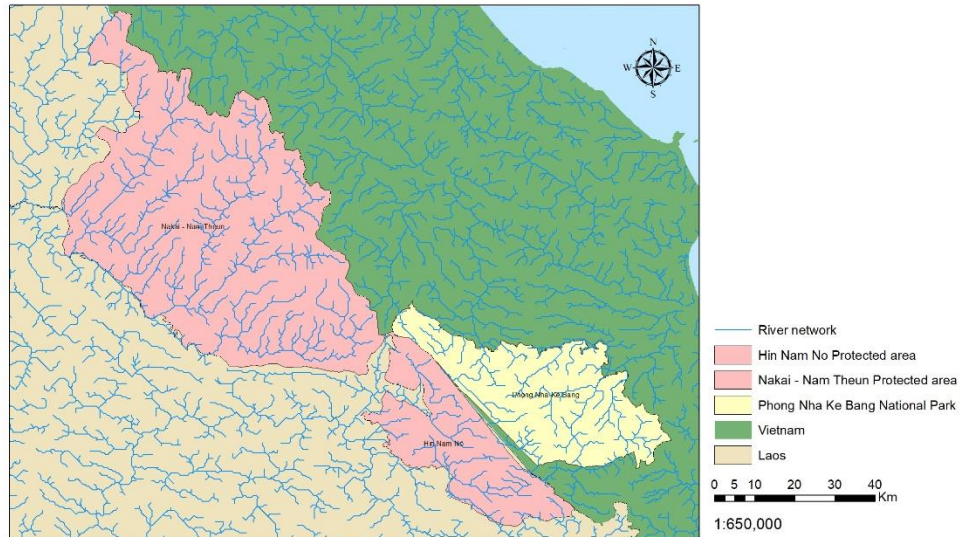 N
W E
S
Nakai - Nam Theun
Phong Nha Ke Bang
Hin Nam No
River network
Hin Nam No Protected area
Nakai - Nam Theun Protected area
Phong Nha Ke Bang National Park
Vietnam
Laos
0 5 10 20 30 40
Km
1:650,000